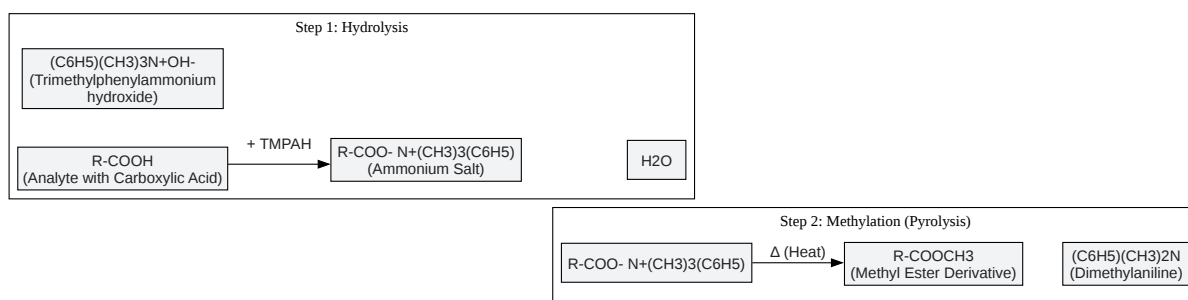 Step 1: Hydrolysis
(C6H5)(CH3)3N+OH-
(Trimethylphenylammonium
hydroxide)
R-COOH
(Analyte with Carboxylic Acid)
+ TMPAH
R-COO- N+(CH3)3(C6H5)
(Ammonium Salt)
H2O
Step 2: Methylation (Pyrolysis)
R-COO- N+(CH3)3(C6H5)
Δ (Heat)
R-COOCH3
(Methyl Ester Derivative)
(C6H5)(CH3)2N
(Dimethylaniline)